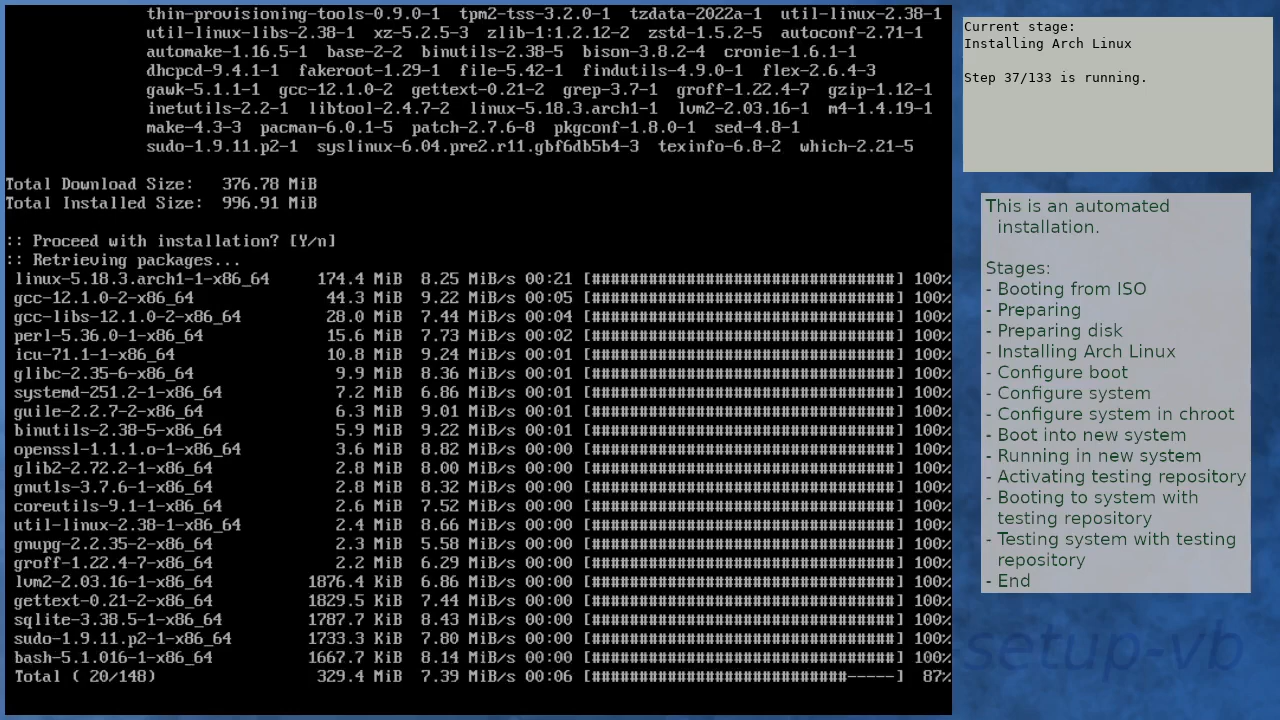 thin-provisioning-tools-0.9.0-1  tpm2-tss-3.2.0-1  tzdata-2022a-1  util-linux-2.38-1
util-linux-libs-2.38-1  xz-5.2.5-3  zlib-1:1.2.12-2  zstd-1.5.2-5  autoconf-2.71-1
automake-1.16.5-1  base-2-2  binutils-2.38-5  bison-3.8.2-4  cronie-1.6.1-1
dhcpcd-9.4.1-1  fakeroot-1.29-1  file-5.42-1  findutils-4.9.0-1  flex-2.6.4-3
gawk-5.1.1-1  gcc-12.1.0-2  gettext-0.21-2  grep-3.7-1  groff-1.22.4-7  gzip-1.12-1
inetutils-2.2-1  libtool-2.4.7-2  linux-5.18.3.arch1-1  lvm2-2.03.16-1  m4-1.4.19-1
make-4.3-3  pacman-6.0.1-5  patch-2.7.6-8  pkgconf-1.8.0-1  sed-4.8-1
sudo-1.9.11.p2-1  syslinux-6.04.pre2.r11.gbf6db5b4-3  texinfo-6.8-2  which-2.21-5
Total Download Size:   376.78 MiB
Total Installed Size:  996.91 MiB
:: Proceed with installation? [Y/n]
:: Retrieving packages...
linux-5.18.3.arch1-1-x86_64     174.4 MiB  8.25 MiB/s 00:21 [################################] 100%
gcc-12.1.0-2-x86_64     44.3 MiB  9.22 MiB/s 00:05 [################################] 100%
gcc-libs-12.1.0-2-x86_64     28.0 MiB  7.44 MiB/s 00:04 [################################] 100%
perl-5.36.0-1-x86_64     15.6 MiB  7.73 MiB/s 00:02 [################################] 100%
icu-71.1-1-x86_64     10.8 MiB  9.24 MiB/s 00:01 [################################] 100%
glibc-2.35-6-x86_64     9.9 MiB  8.36 MiB/s 00:01 [################################] 100%
systemd-251.2-1-x86_64     7.2 MiB  6.86 MiB/s 00:01 [################################] 100%
guile-2.2.7-2-x86_64     6.3 MiB  9.01 MiB/s 00:01 [################################] 100%
binutils-2.38-5-x86_64     5.9 MiB  9.22 MiB/s 00:01 [################################] 100%
openssl-1.1.1.o-1-x86_64     3.6 MiB  8.82 MiB/s 00:00 [################################] 100%
glib2-2.72.2-1-x86_64     2.8 MiB  8.00 MiB/s 00:00 [################################] 100%
gnutls-3.7.6-1-x86_64     2.8 MiB  8.32 MiB/s 00:00 [################################] 100%
coreutils-9.1-1-x86_64     2.6 MiB  7.52 MiB/s 00:00 [################################] 100%
util-linux-2.38-1-x86_64     2.4 MiB  8.66 MiB/s 00:00 [################################] 100%
gnupg-2.2.35-2-x86_64     2.3 MiB  5.58 MiB/s 00:00 [################################] 100%
groff-1.22.4-7-x86_64     2.2 MiB  6.29 MiB/s 00:00 [################################] 100%
lvm2-2.03.16-1-x86_64     1876.4 KiB  6.86 MiB/s 00:00 [################################] 100%
gettext-0.21-2-x86_64     1829.5 KiB  7.44 MiB/s 00:00 [################################] 100%
sqlite-3.38.5-1-x86_64     1787.7 KiB  8.43 MiB/s 00:00 [################################] 100%
sudo-1.9.11.p2-1-x86_64     1733.3 KiB  7.80 MiB/s 00:00 [################################] 100%
bash-5.1.016-1-x86_64     1667.7 KiB  8.14 MiB/s 00:00 [################################] 100%
Total ( 20/148)     329.4 MiB  7.39 MiB/s 00:06 [###########################-----]  87%
Current stage:
Installing Arch Linux
Step 37/133 is running.
This is an automated
installation.
Stages:
- Booting from ISO
- Preparing
- Preparing disk
- Installing Arch Linux
- Configure boot
- Configure system
- Configure system in chroot
- Boot into new system
- Running in new system
- Activating testing repository
- Booting to system with
testing repository
- Testing system with testing
repository
- End
setup-vb